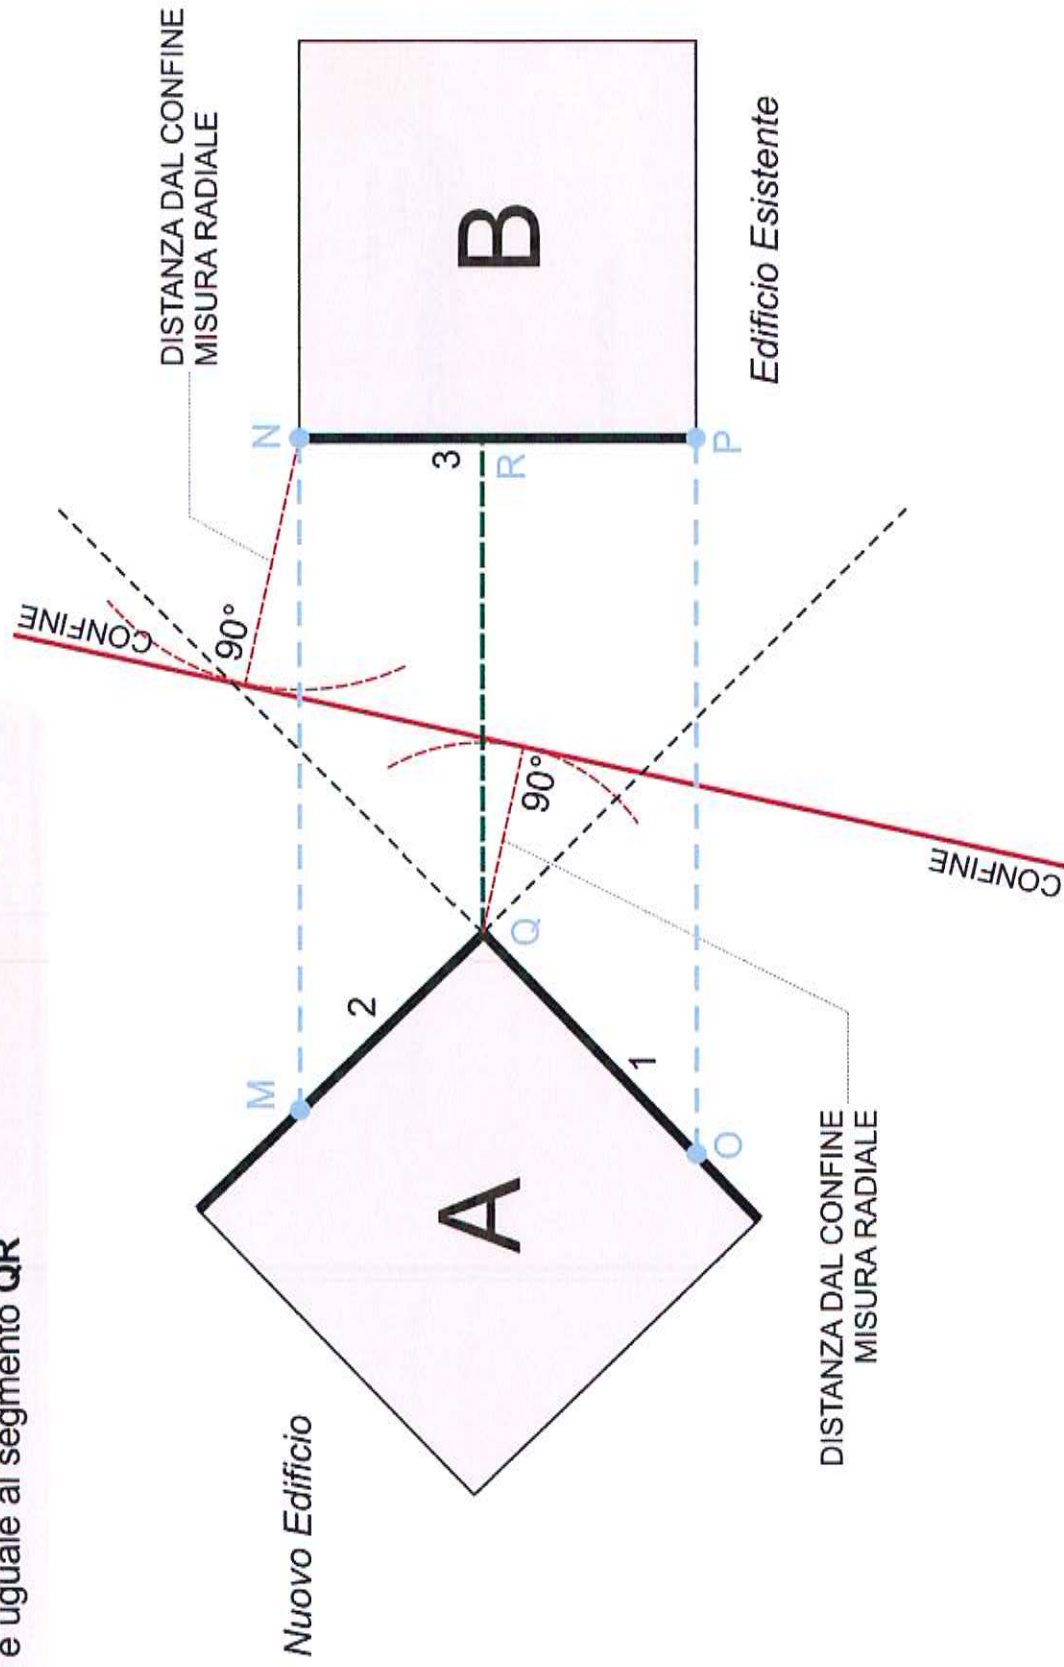 è uguale al segmento QR
Nuovo Edificio
A
M
2
1
O
Q
DISTANZA DAL CONFINE
MISURA RADIALE
CONFINE
90°
90°
CONFINE
DISTANZA DAL CONFINE
MISURA RADIALE
N
3
R
P
B
Edificio Esistente